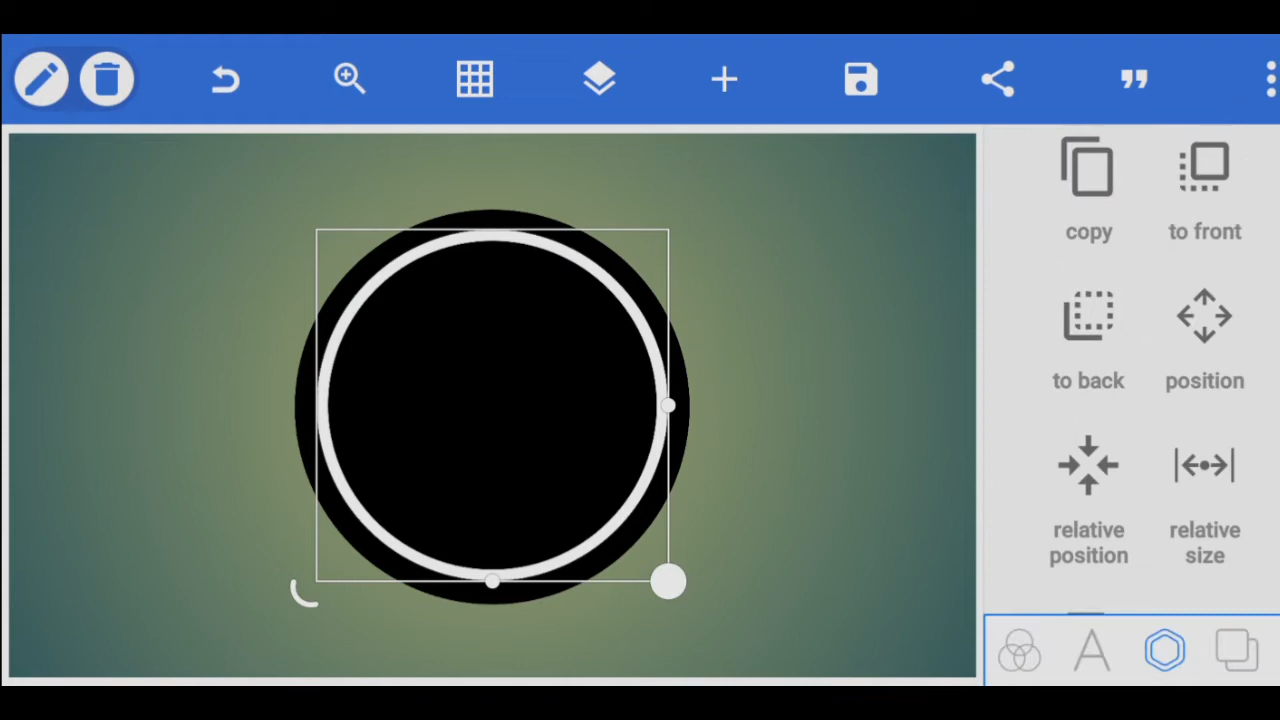 copy
to front
to back
position
relative
position
relative
size